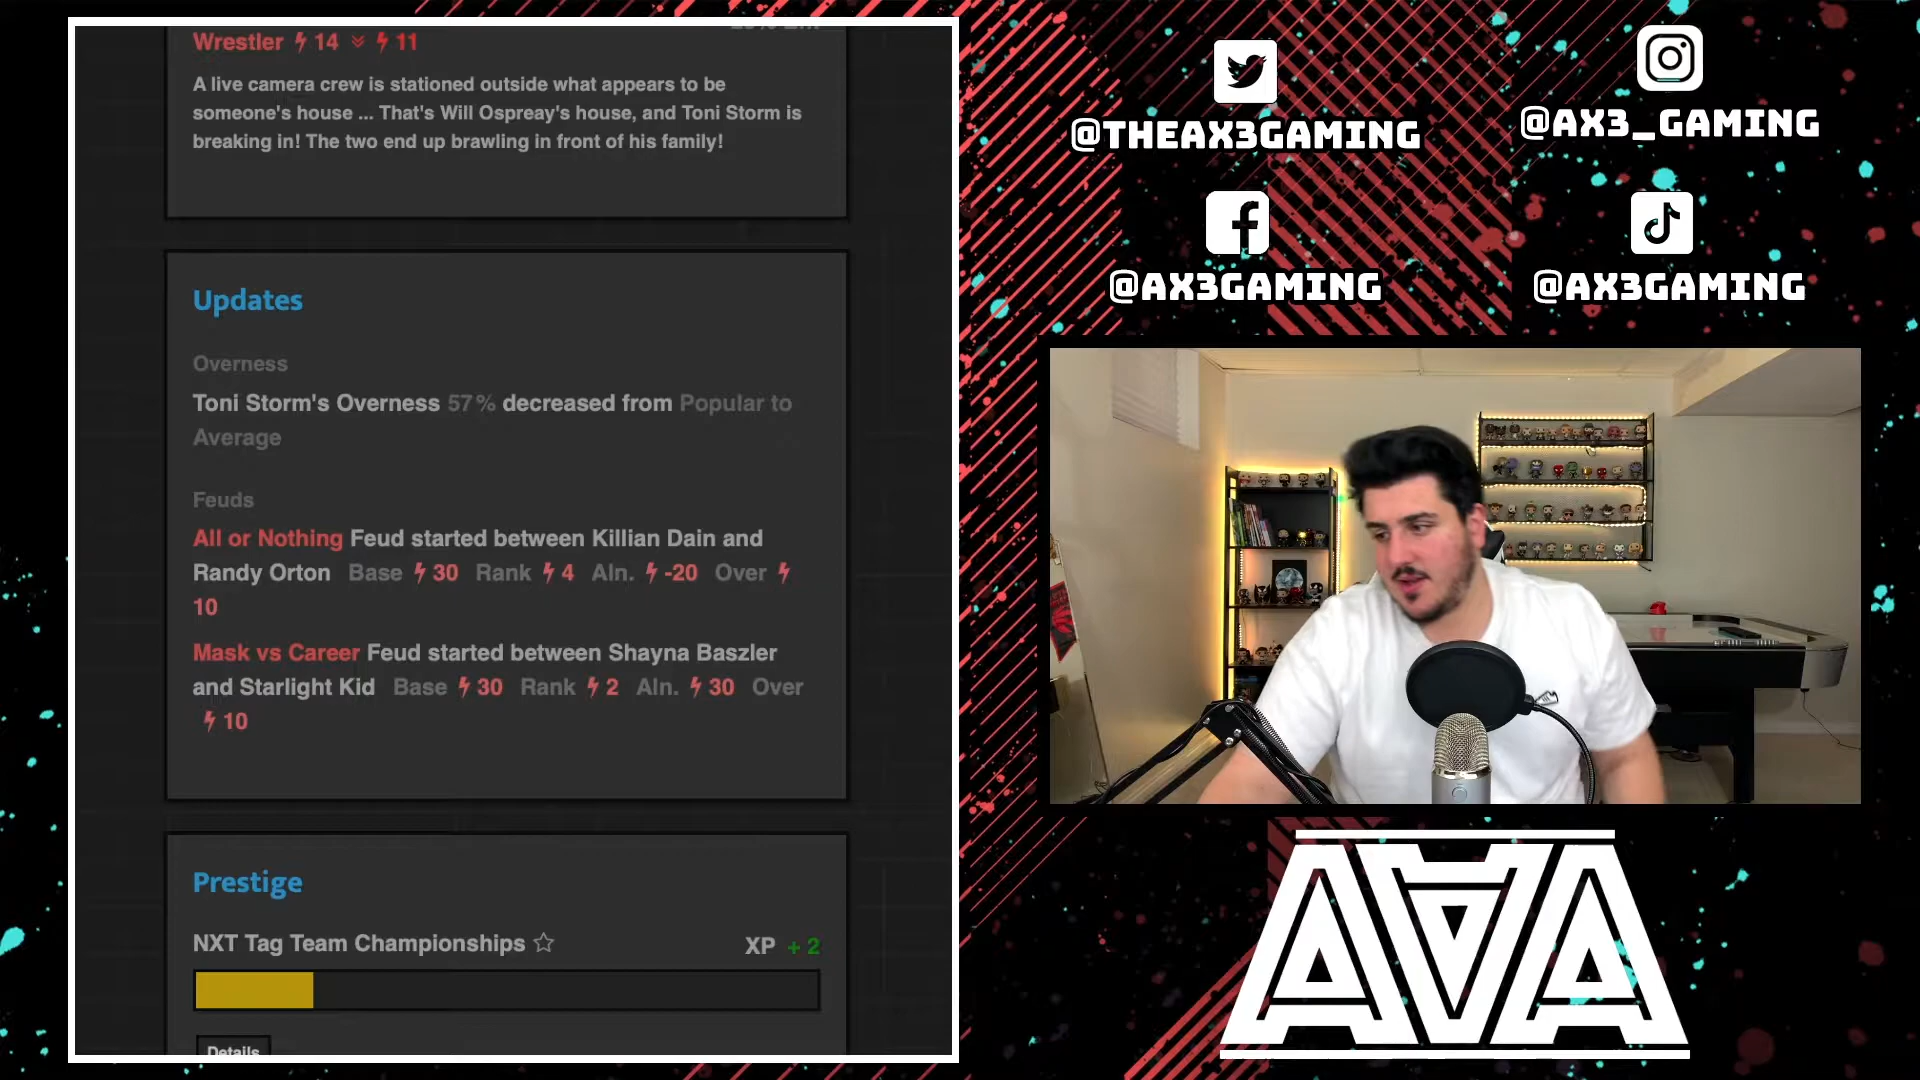 Wrestler 14 11
A live camera crew is stationed outside what appears to be
someone's house ... That's Will Ospreay's house, and Toni Storm is
breaking in! The two end up brawling in front of his family!
Updates
Overness
Toni Storm's Overness 57% decreased from Popular to
Average
Feuds
All or Nothing Feud started between Killian Dain and
Randy Orton Base 30 Rank 4 Aln. -20 Over
10
Mask vs Career Feud started between Shayna Baszler
and Starlight Kid Base 30 Rank 2 Aln. 30 Over
10
Prestige
NXT Tag Team Championships XP + 2
Details
@THEAX3GAMING
@AX3_GAMING
@AX3GAMING
@AX3GAMING